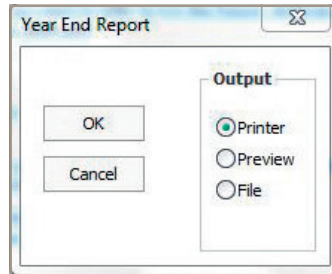 Year End Report
Output
OK
Printer
Preview
Cancel
File